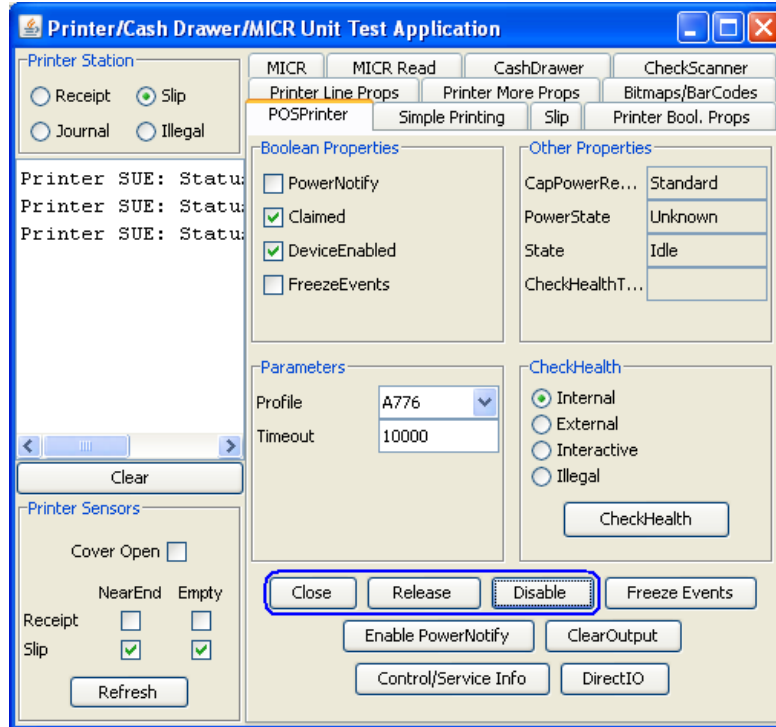 Printer/Cash Drawer/MICR Unit Test Application
Printer Station
Receipt Slip
Journal Illegal
Printer SUE: Statu
Printer SUE: Statu
Printer SUE: Statu
Clear
Printer Sensors
Cover Open
NearEnd Empty
Receipt
Slip
Refresh
MICR MICR Read CashDrawer CheckScanner
Printer Line Props Printer More Props Bitmaps/BarCodes
POSPrinter Simple Printing Slip Printer Bool. Props
Boolean Properties
PowerNotify
Claimed
DeviceEnabled
FreezeEvents
Other Properties
CapPowerRe... Standard
PowerState Unknown
State Idle
CheckHealthT...
Parameters
Profile A776
Timeout 10000
CheckHealth
Internal
External
Interactive
Illegal
CheckHealth
Close Release Disable Freeze Events
Enable PowerNotify ClearOutput
Control/Service Info DirectIO